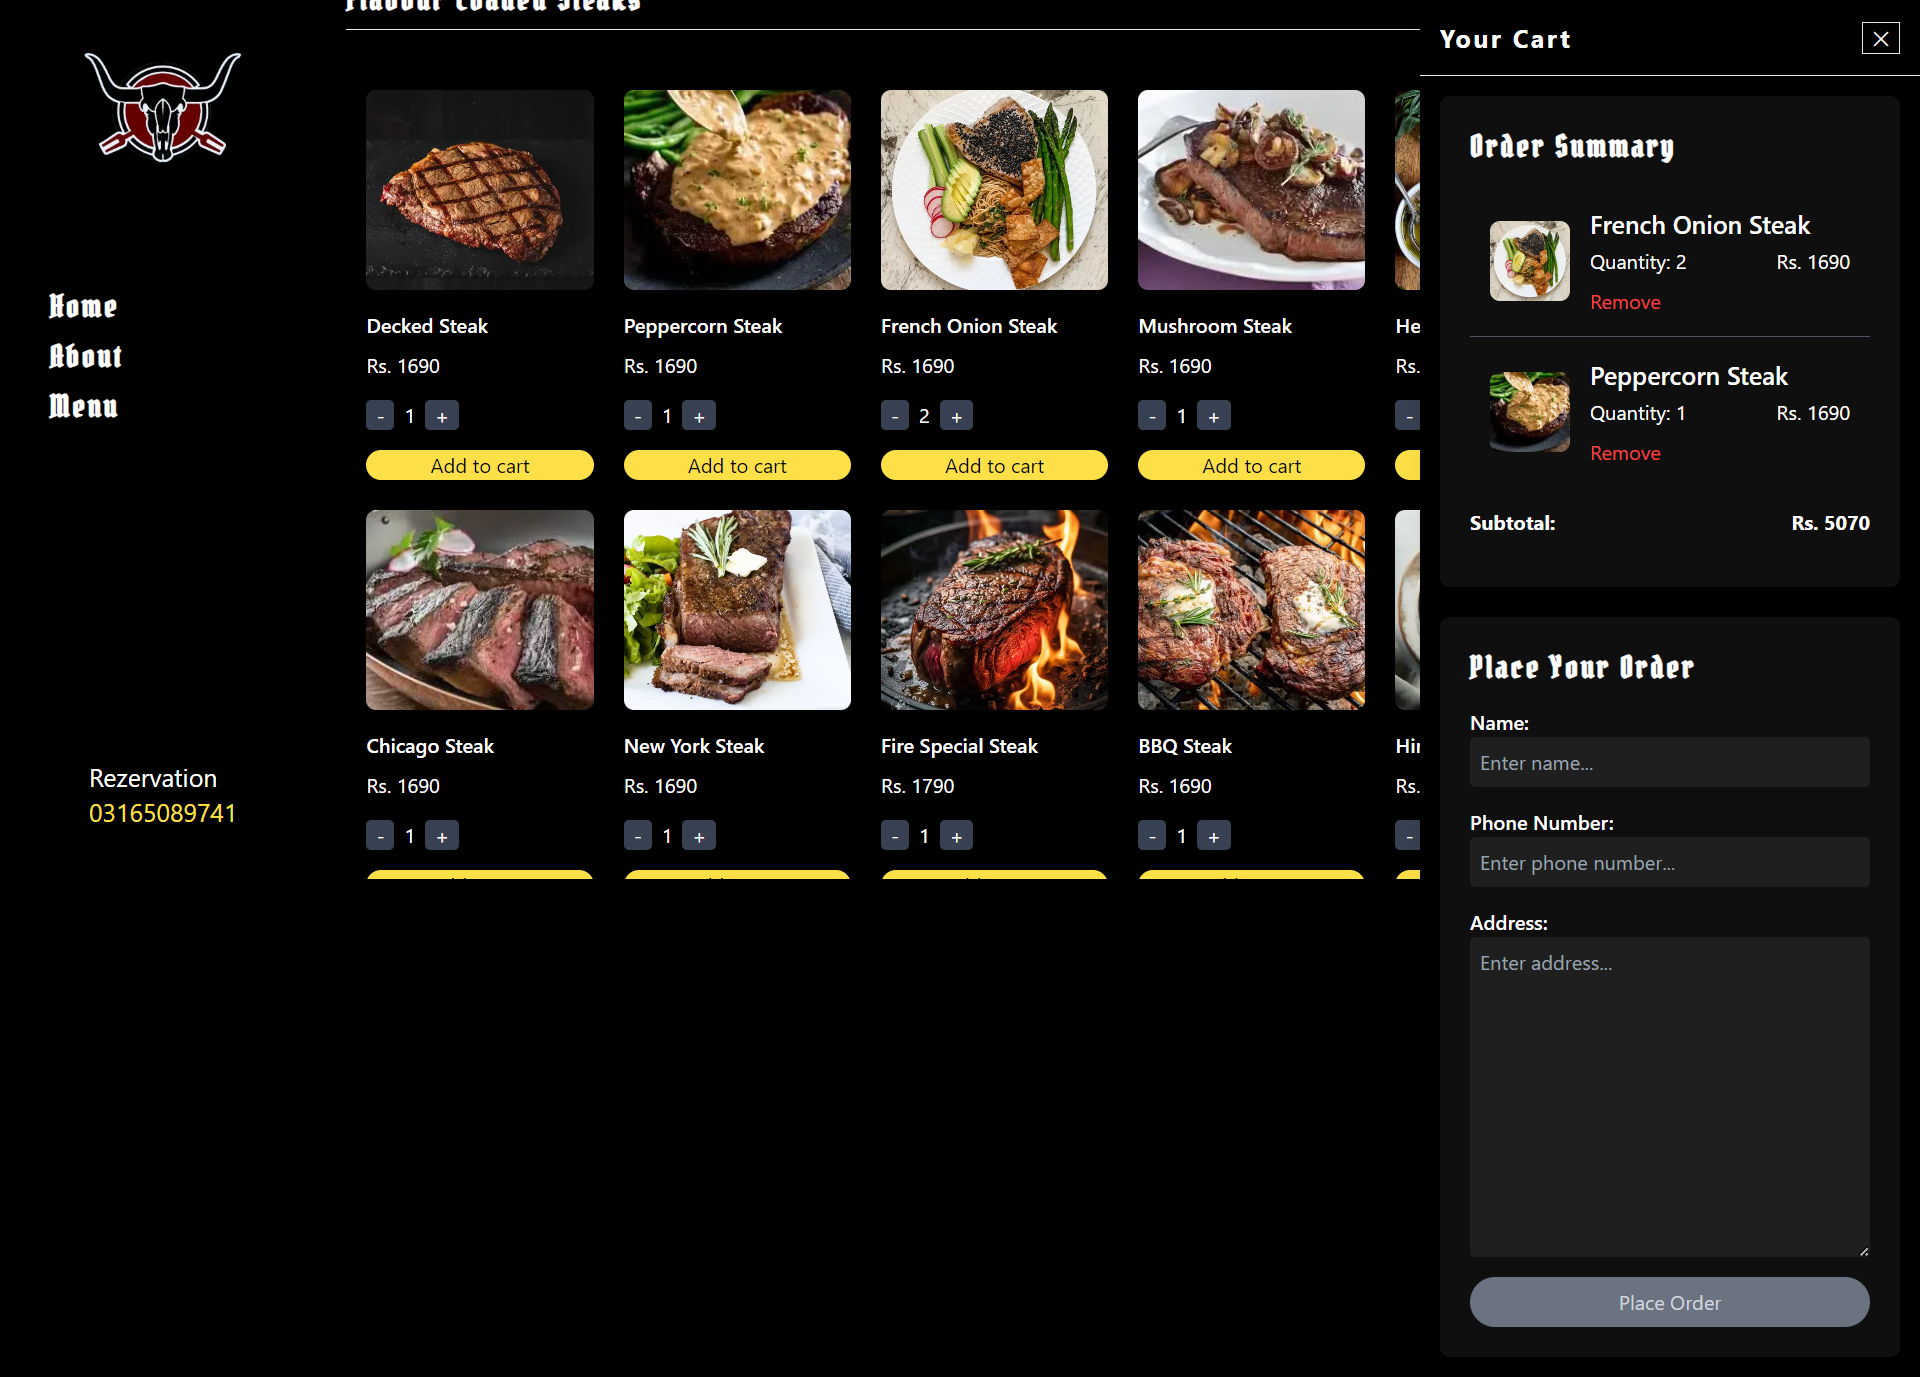 Flavour Loaded Steaks
Home
About
Menu
Rezervation
03165089741
Decked Steak
Rs. 1690
- 1 +
Add to cart
Peppercorn Steak
Rs. 1690
- 1 +
Add to cart
French Onion Steak
Rs. 1690
- 2 +
Add to cart
Mushroom Steak
Rs. 1690
- 1 +
Add to cart
He
Rs.
-
Chicago Steak
Rs. 1690
- 1 +
New York Steak
Rs. 1690
- 1 +
Fire Special Steak
Rs. 1790
- 1 +
BBQ Steak
Rs. 1690
- 1 +
Rs.
-
Your Cart
Order Summary
French Onion Steak
Quantity: 2 Rs. 1690
Remove
Peppercorn Steak
Quantity: 1 Rs. 1690
Remove
Subtotal: Rs. 5070
Place Your Order
Name:
Enter name...
Phone Number:
Enter phone number...
Address:
Enter address...
Place Order